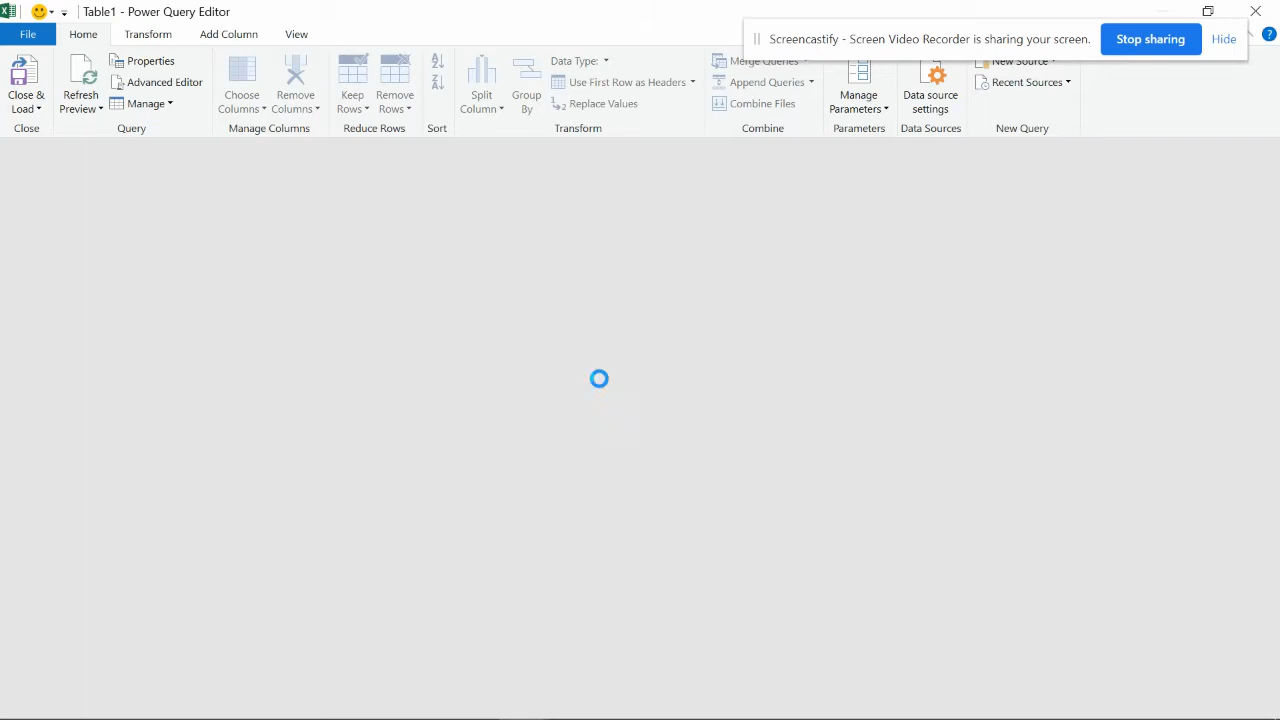 Table1 - Power Query Editor
File
Home
Transform
Add Column
View
Screencastify - Screen Video Recorder is sharing your screen.
Stop sharing
Hide
?
Close &
Load
Close
Refresh
Preview
Properties
Advanced Editor
Manage
Query
Choose
Columns
Remove
Columns
Manage Columns
Keep
Rows
Remove
Rows
Reduce Rows
Sort
Split
Column
Group
By
Data Type:
Use First Row as Headers
Replace Values
Transform
Merge Queries
Append Queries
Combine Files
Combine
Manage
Parameters
Parameters
Data source
settings
Data Sources
New Source
Recent Sources
New Query